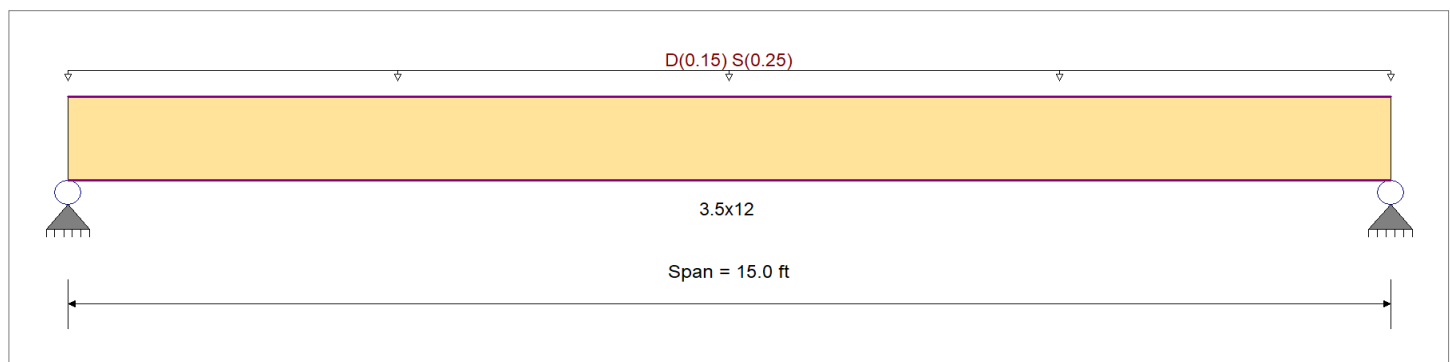 D(0.15) S(0.25)
3.5x12
Span = 15.0 ft